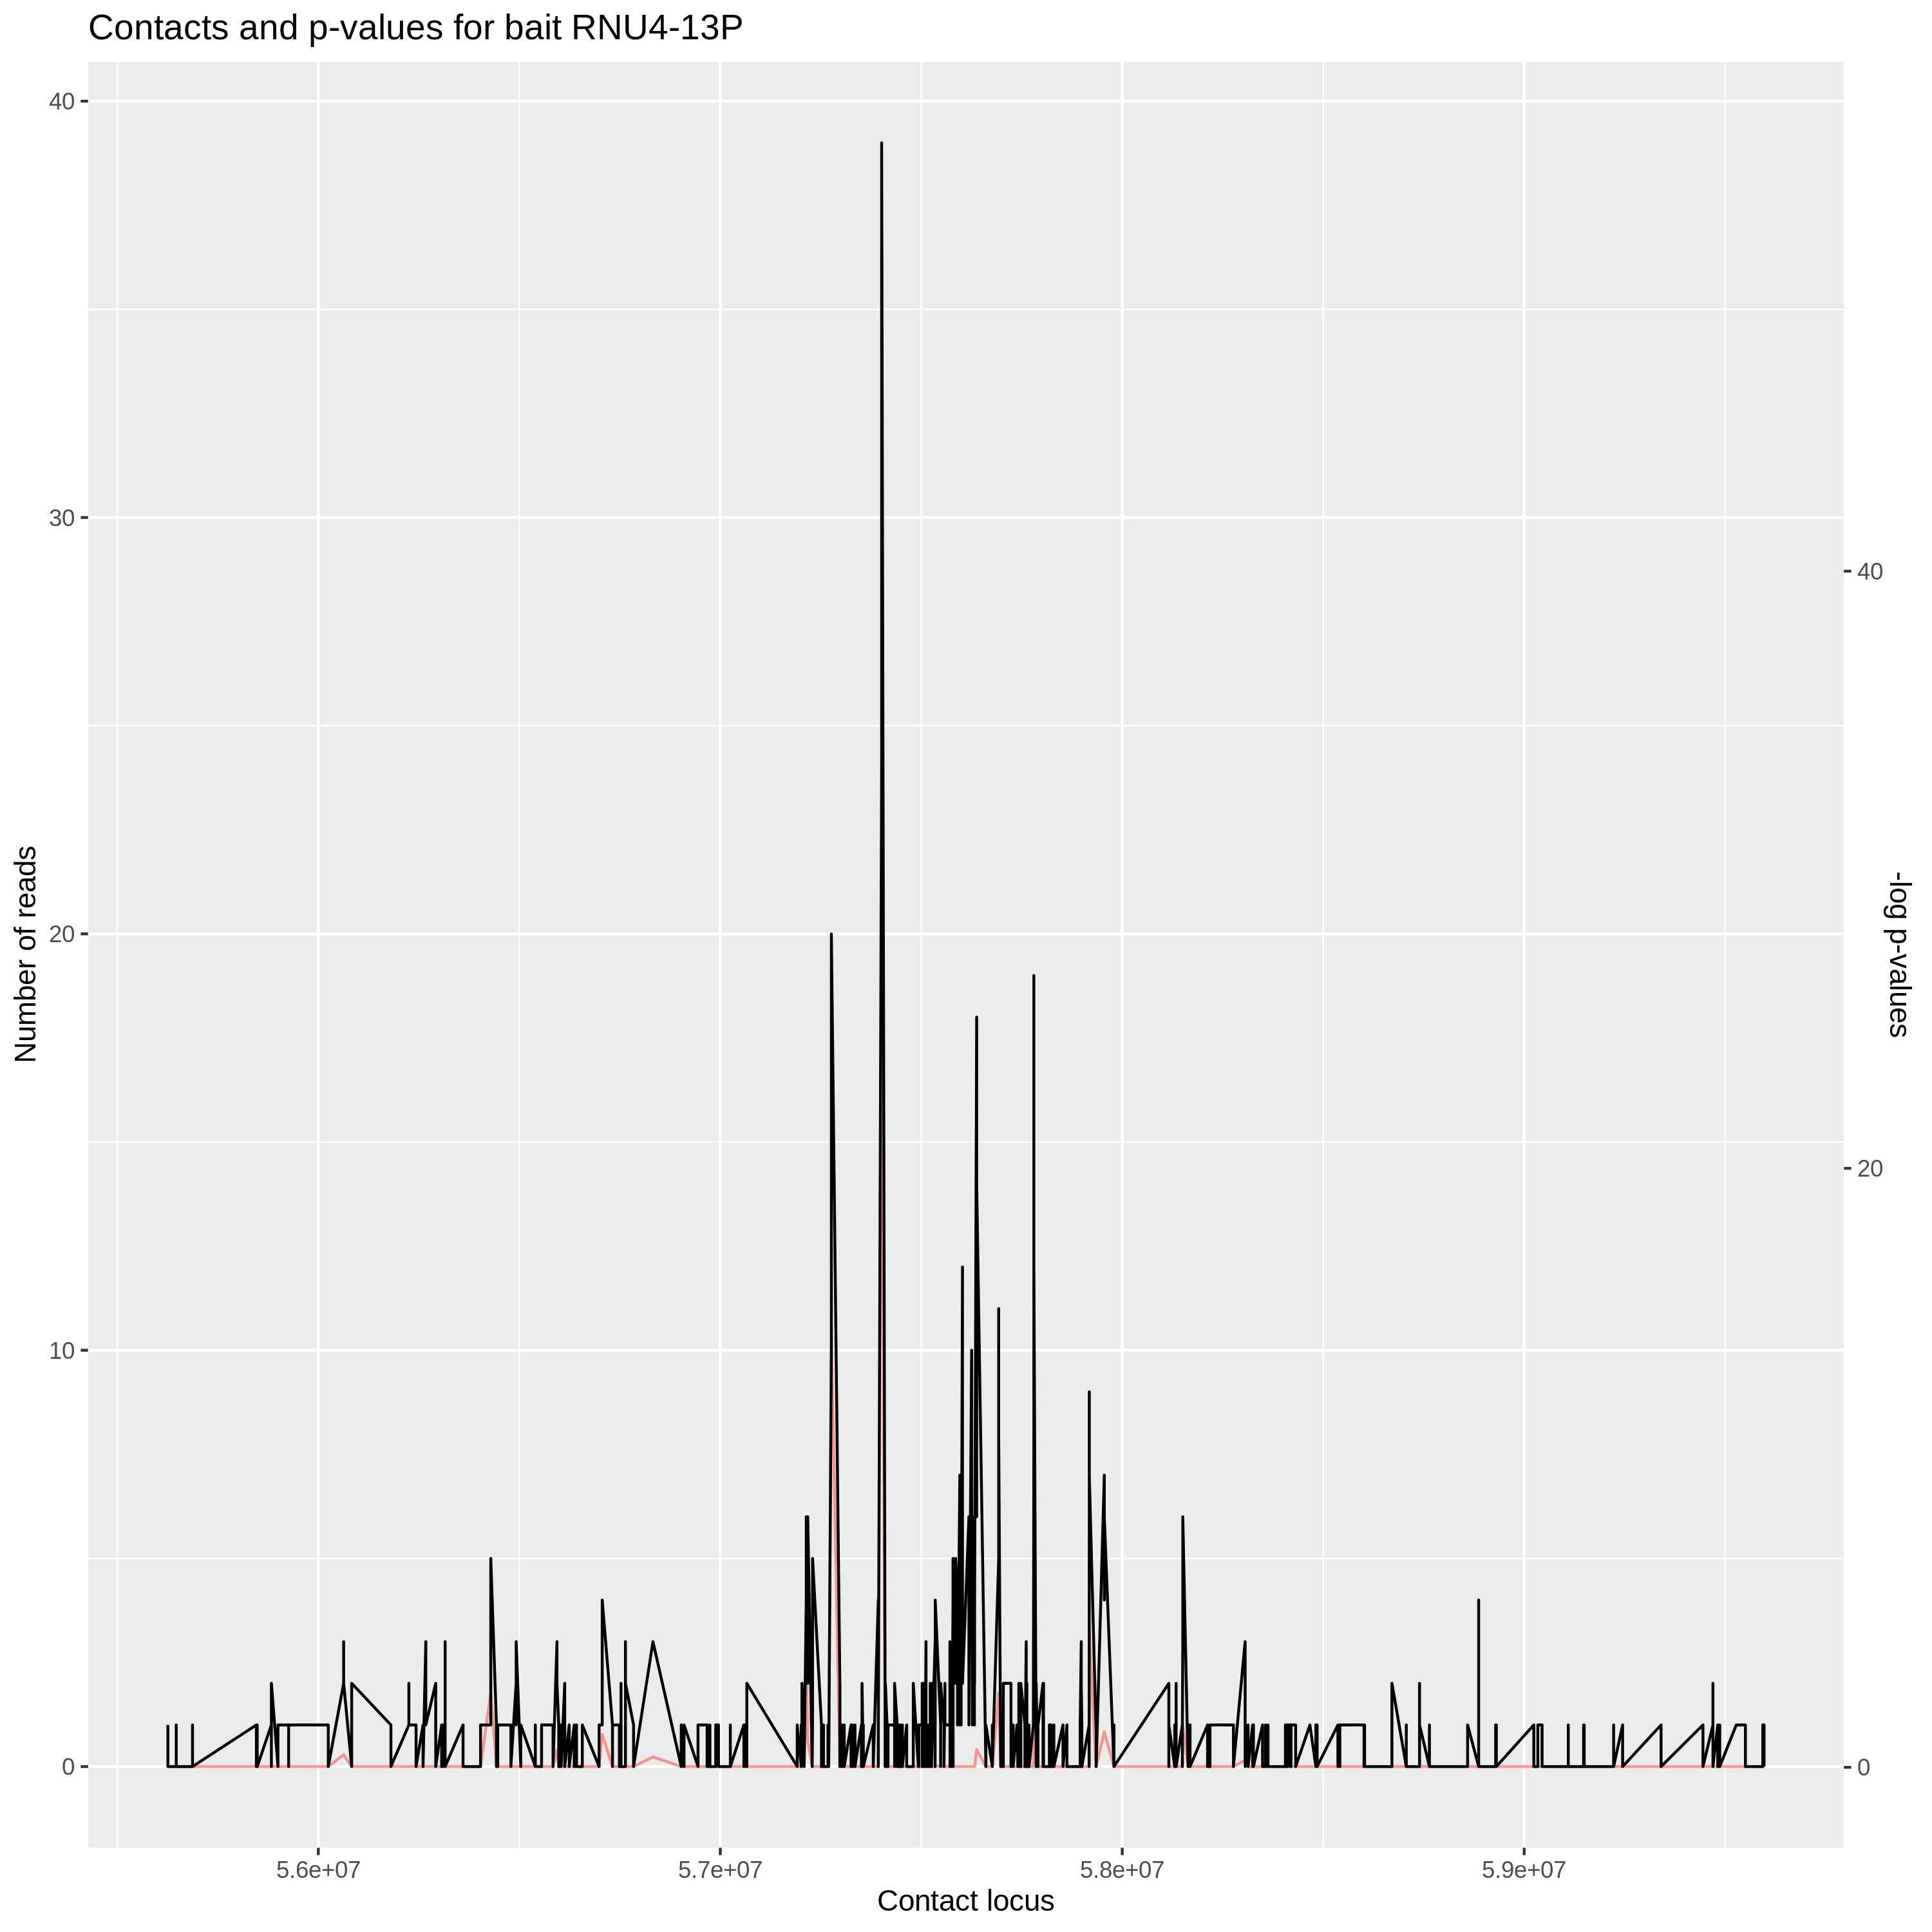 Contacts and p-values for bait RNU4-13P
40
30
20
10
0
Number of reads
40
20
0
-log p-values
5.6e+07
5.7e+07
5.8e+07
5.9e+07
Contact locus